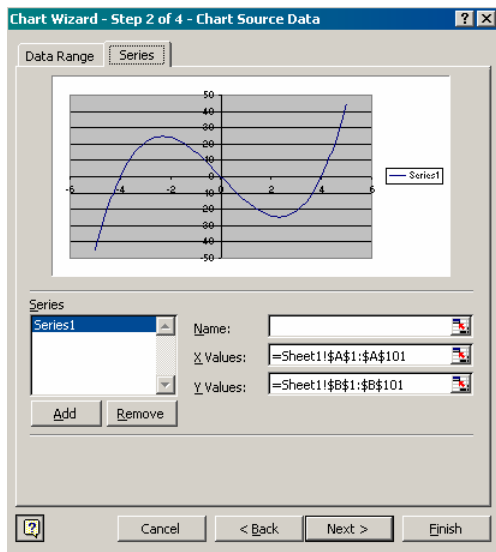 Chart Wizard - Step 2 of 4 - Chart Source Data
Data Range
Series
50
40
30
20
10
0
-6
-4
-2
0
2
4
6
-10
-20
-30
-40
-50
Series1
Series
Series1
Name:
X Values:
=Sheet1!$A$1:$A$101
Y Values:
=Sheet1!$B$1:$B$101
Add
Remove
Cancel
< Back
Next >
Finish